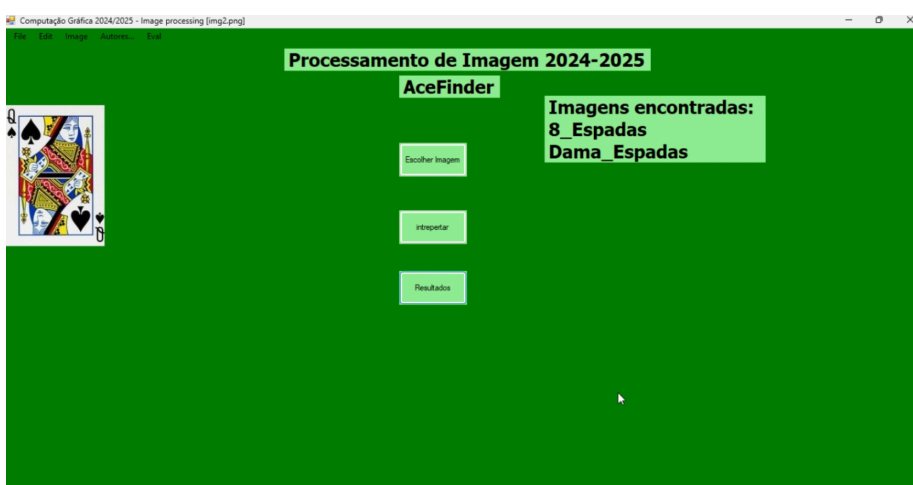 Computação Gráfica 2024/2025 - Image processing [img2.png]
File Edit Image Autores... Eval
Processamento de Imagem 2024-2025
AceFinder
Imagens encontradas:
8_Espadas
Dama_Espadas
Q
Escolher Imagem
intrepertar
Q
Resultados